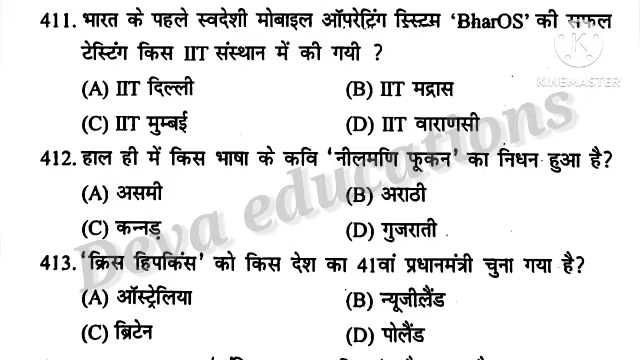 411. भारत के पहले स्वदेशी मोबाइल ऑपरेटिंग सिस्टम 'BharOS' की सफल
टेस्टिंग किस IIT संस्थान में की गयी ?
(A) IIT दिल्ली (B) IIT मद्रास
(C) IIT मुम्बई (D) IIT वाराणसी
412. हाल ही में किस भाषा के कवि 'नीलमणि फूकन' का निधन हुआ है?
(A) असमी (B) अराठी
(C) कन्नड़ (D) गुजराती
413. 'क्रिस हिपकिंस' को किस देश का 41वां प्रधानमंत्री चुना गया है?
(A) ऑस्ट्रेलिया (B) न्यूजीलैंड
(C) ब्रिटेन (D) पोलैंड
Deva educations
KINEMASTER